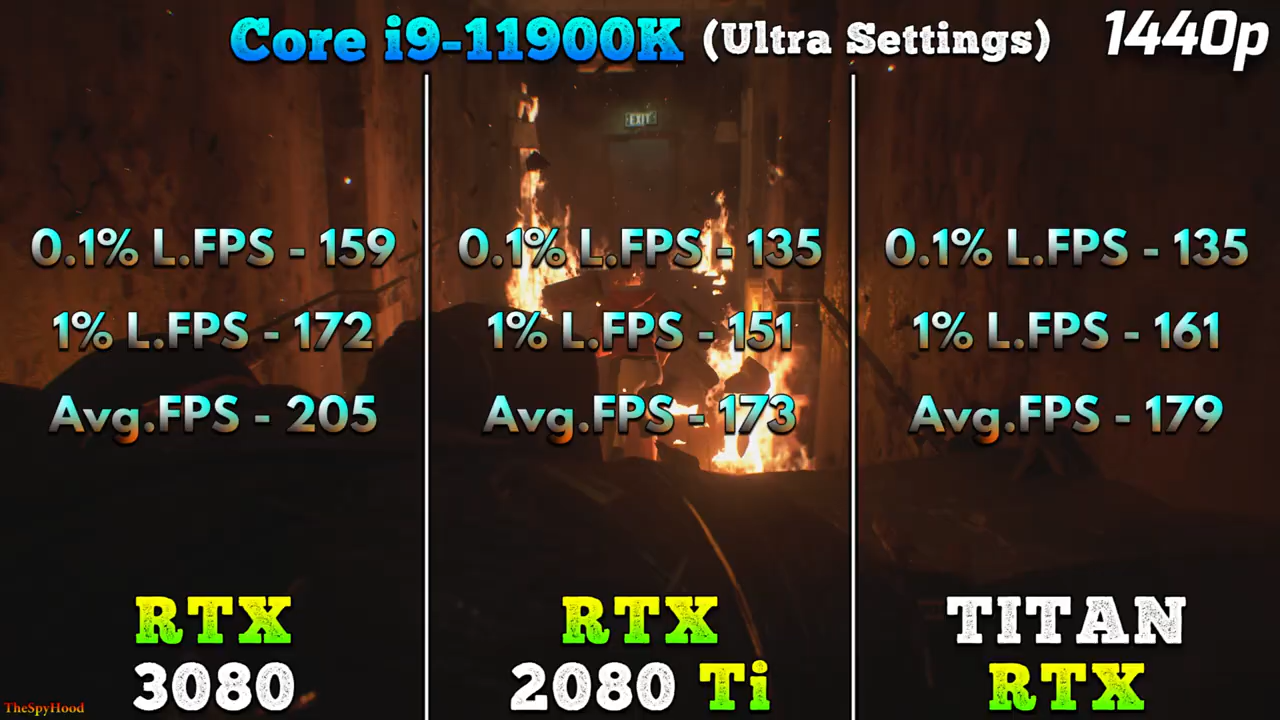 Core i9-11900K (Ultra Settings) 1440p
EXIT
0.1% L.FPS - 159
1% L.FPS - 172
Avg.FPS - 205
RTX
3080
0.1% L.FPS - 135
1% L.FPS - 151
Avg.FPS - 173
RTX
2080 Ti
0.1% L.FPS - 135
1% L.FPS - 161
Avg.FPS - 179
TITAN
RTX
TheSpyHood